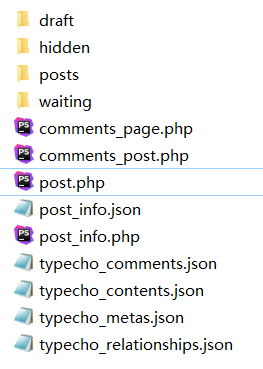 draft
hidden
posts
waiting
comments_page.php
comments_post.php
post.php
post_info.json
post_info.php
typecho_comments.json
typecho_contents.json
typecho_metas.json
typecho_relationships.json